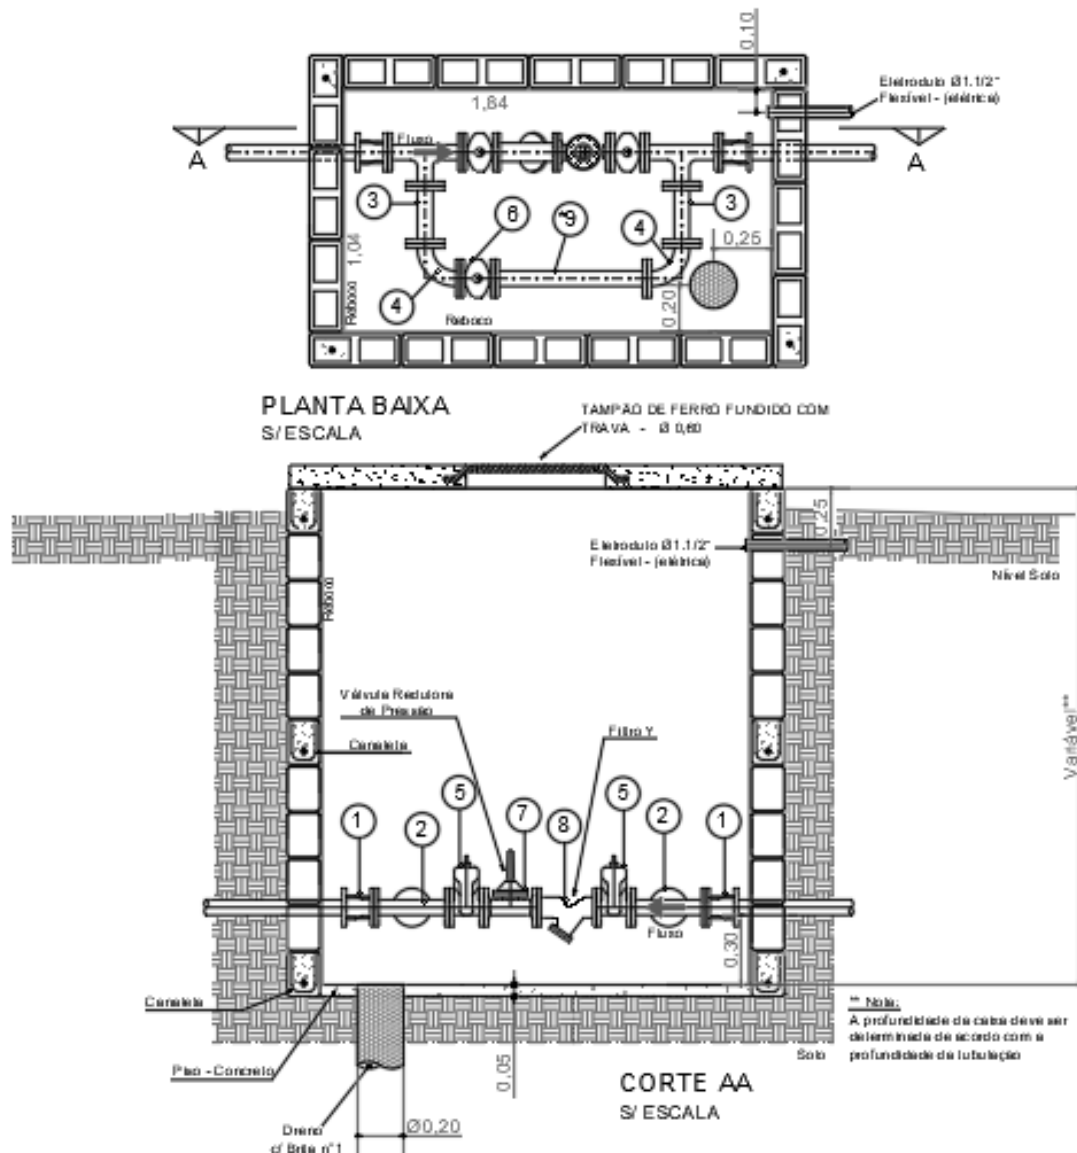 0.10
Eletroduto Ø1.1/2"
Flexível - (elétrica)
1,84
A
Fluxo
A
3
6
*9
4
3
0,25
1,04
Reboco
4
Reboco
0,20
PLANTA BAIXA
S/ ESCALA
TAMPÃO DE FERRO FUNDIDO COM
TRAVA - Ø 0,60
0,25
Eletroduto Ø1.1/2"
Flexível - (elétrica)
Nível Solo
Reboco
Válvula Redutora
de Pressão
Filtro Y
Canaleta
Variável**
5
7
8
5
1
2
2
1
Fluxo
0.30
Canaleta
** Nota:
A profundidade da caixa deve ser
determinada de acordo com a
profundidade da tubulação
Solo
Piso - Concreto
0.05
CORTE AA
S/ ESCALA
Dreno
c/ Brita n°1
Ø0,20